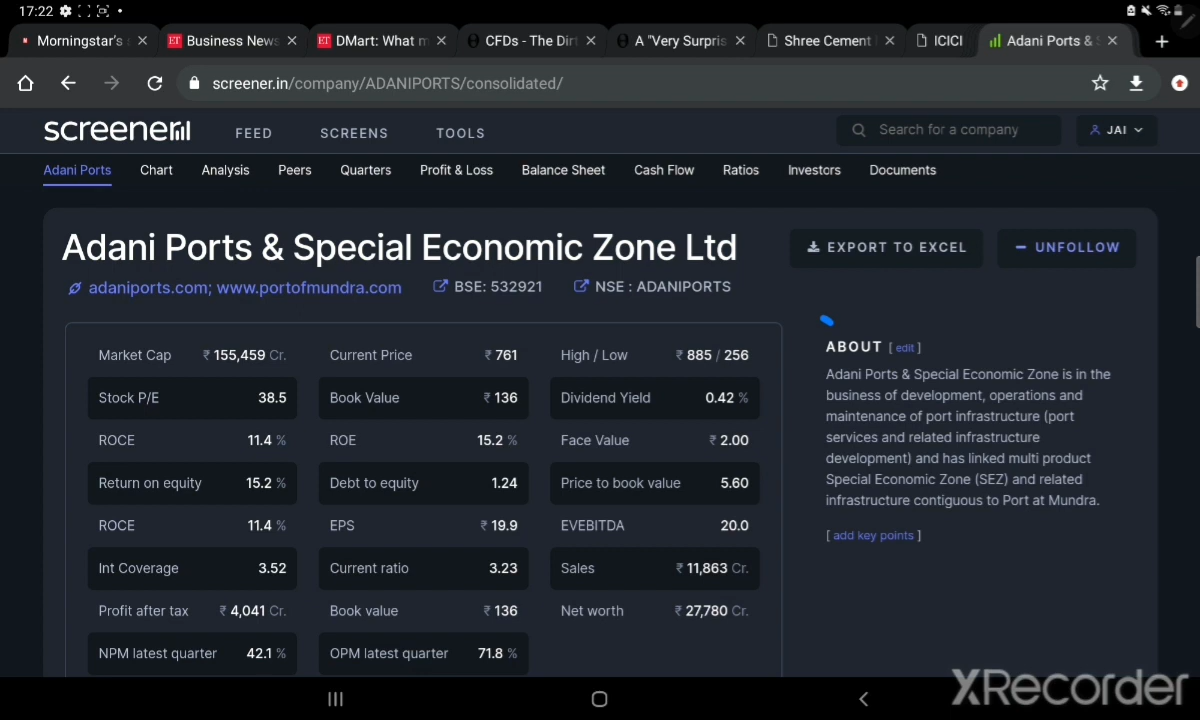 17:22
Morningstar's
Business News
DMart: What m
CFDs - The Dirt
A "Very Surpris
Shree Cement
ICICI
Adani Ports & S
screener.in/company/ADANIPORTS/consolidated/
screener
FEED
SCREENS
TOOLS
Search for a company
JAI
Adani Ports
Chart
Analysis
Peers
Quarters
Profit & Loss
Balance Sheet
Cash Flow
Ratios
Investors
Documents
Adani Ports & Special Economic Zone Ltd
EXPORT TO EXCEL
UNFOLLOW
adaniports.com; www.portofmundra.com
BSE: 532921
NSE : ADANIPORTS
Market Cap ₹ 155,459 Cr.
Current Price ₹ 761
High / Low ₹ 885 / 256
Stock P/E 38.5
Book Value ₹ 136
Dividend Yield 0.42 %
ROCE 11.4 %
ROE 15.2 %
Face Value ₹ 2.00
Return on equity 15.2 %
Debt to equity 1.24
Price to book value 5.60
ROCE 11.4 %
EPS ₹ 19.9
EVEBITDA 20.0
Int Coverage 3.52
Current ratio 3.23
Sales ₹ 11,863 Cr.
Profit after tax ₹ 4,041 Cr.
Book value ₹ 136
Net worth ₹ 27,780 Cr.
NPM latest quarter 42.1 %
OPM latest quarter 71.8 %
ABOUT [ edit ]
Adani Ports & Special Economic Zone is in the
business of development, operations and
maintenance of port infrastructure (port
services and related infrastructure
development) and has linked multi product
Special Economic Zone (SEZ) and related
infrastructure contiguous to Port at Mundra.
[ add key points ]
XRecorder